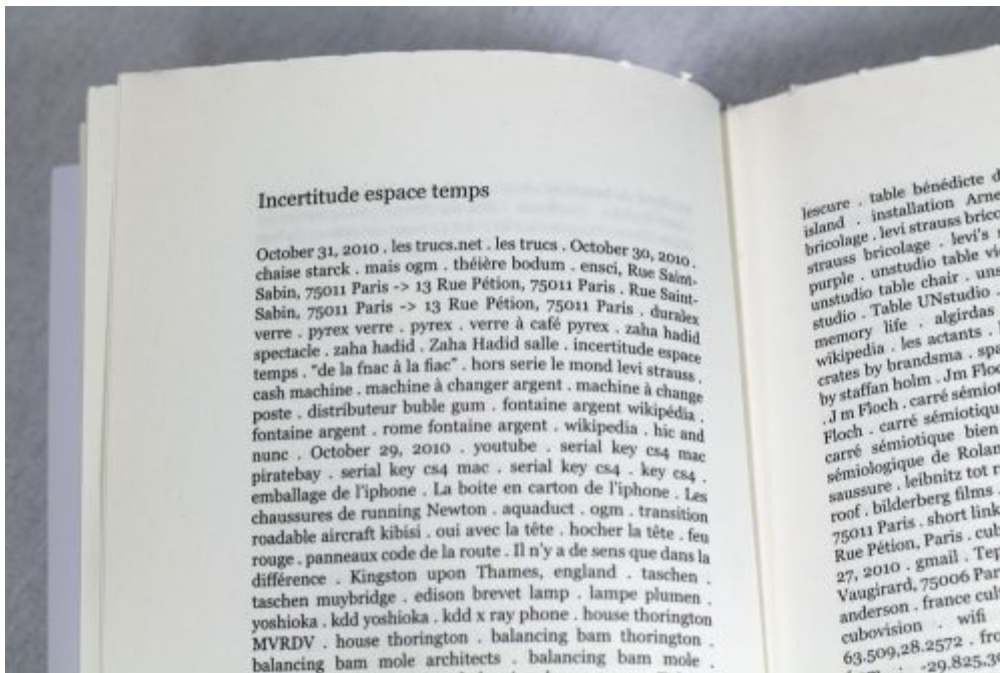 Incertitude espace temps
October 31, 2010 . les trucs.net . les trucs . October 30, 2010 .
chaise starck . mais ogm . théière bodum . ensci, Rue Saint-
Sabin, 75011 Paris -> 13 Rue Pétion, 75011 Paris . Rue Saint-
Sabin, 75011 Paris -> 13 Rue Pétion, 75011 Paris . duralex
verre . pyrex verre . pyrex . verre à café pyrex . zaha hadid
spectacle . zaha hadid . Zaha Hadid salle . incertitude espace
temps . "de la fnac à la fiac" . hors serie le mond levi strauss .
cash machine . machine à changer argent . machine à change
poste . distributeur buble gum . fontaine argent wikipédia .
fontaine argent . rome fontaine argent . wikipedia . hic and
nunc . October 29, 2010 . youtube . serial key cs4 mac
piratebay . serial key cs4 mac . serial key cs4 . key cs4 .
emballage de l'iphone . La boite en carton de l'iphone . Les
chaussures de running Newton . aquaduct . ogm . transition
roadable aircraft kibisi . oui avec la tête . hocher la tête . feu
rouge . panneaux code de la route . Il n'y a de sens que dans la
différence . Kingston upon Thames, england . taschen .
taschen muybridge . edison brevet lamp . lampe plumen .
yoshioka . kdd yoshioka . kdd x ray phone . house thorington
MVRDV . house thorington . balancing bam thorington .
balancing bam mole architects . balancing bam mole .
lescure . table bénédicte
island . installation
bricolage . levi strauss
strauss bricolage . levi's
purple . unstudio table
unstudio table chair .
studio . Table UNstudio .
memory life . algirdas
wikipedia . les actants .
crates by brandsma .
by staffan holm . Jm
. J m Floch . carré
Floch . carré
carré sémiotique bien
sémiologique de
saussure . leibnitz tot
roof . bilderberg films .
75011 Paris . short
Rue Pétion, Paris .
27, 2010 . gmail .
Vaugirard, 75006
anderson . france
cubovision . wifi
63.509,28.2572 .